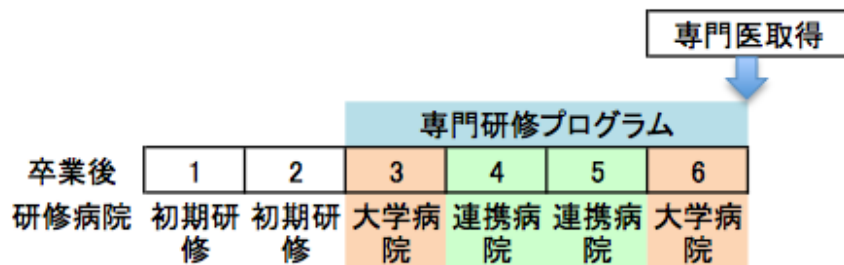 専門医取得
専門研修プログラム
卒業後 1 2 3 4 5 6
研修病院 初期研修 初期研修 大学病院 連携病院 連携病院 大学病院